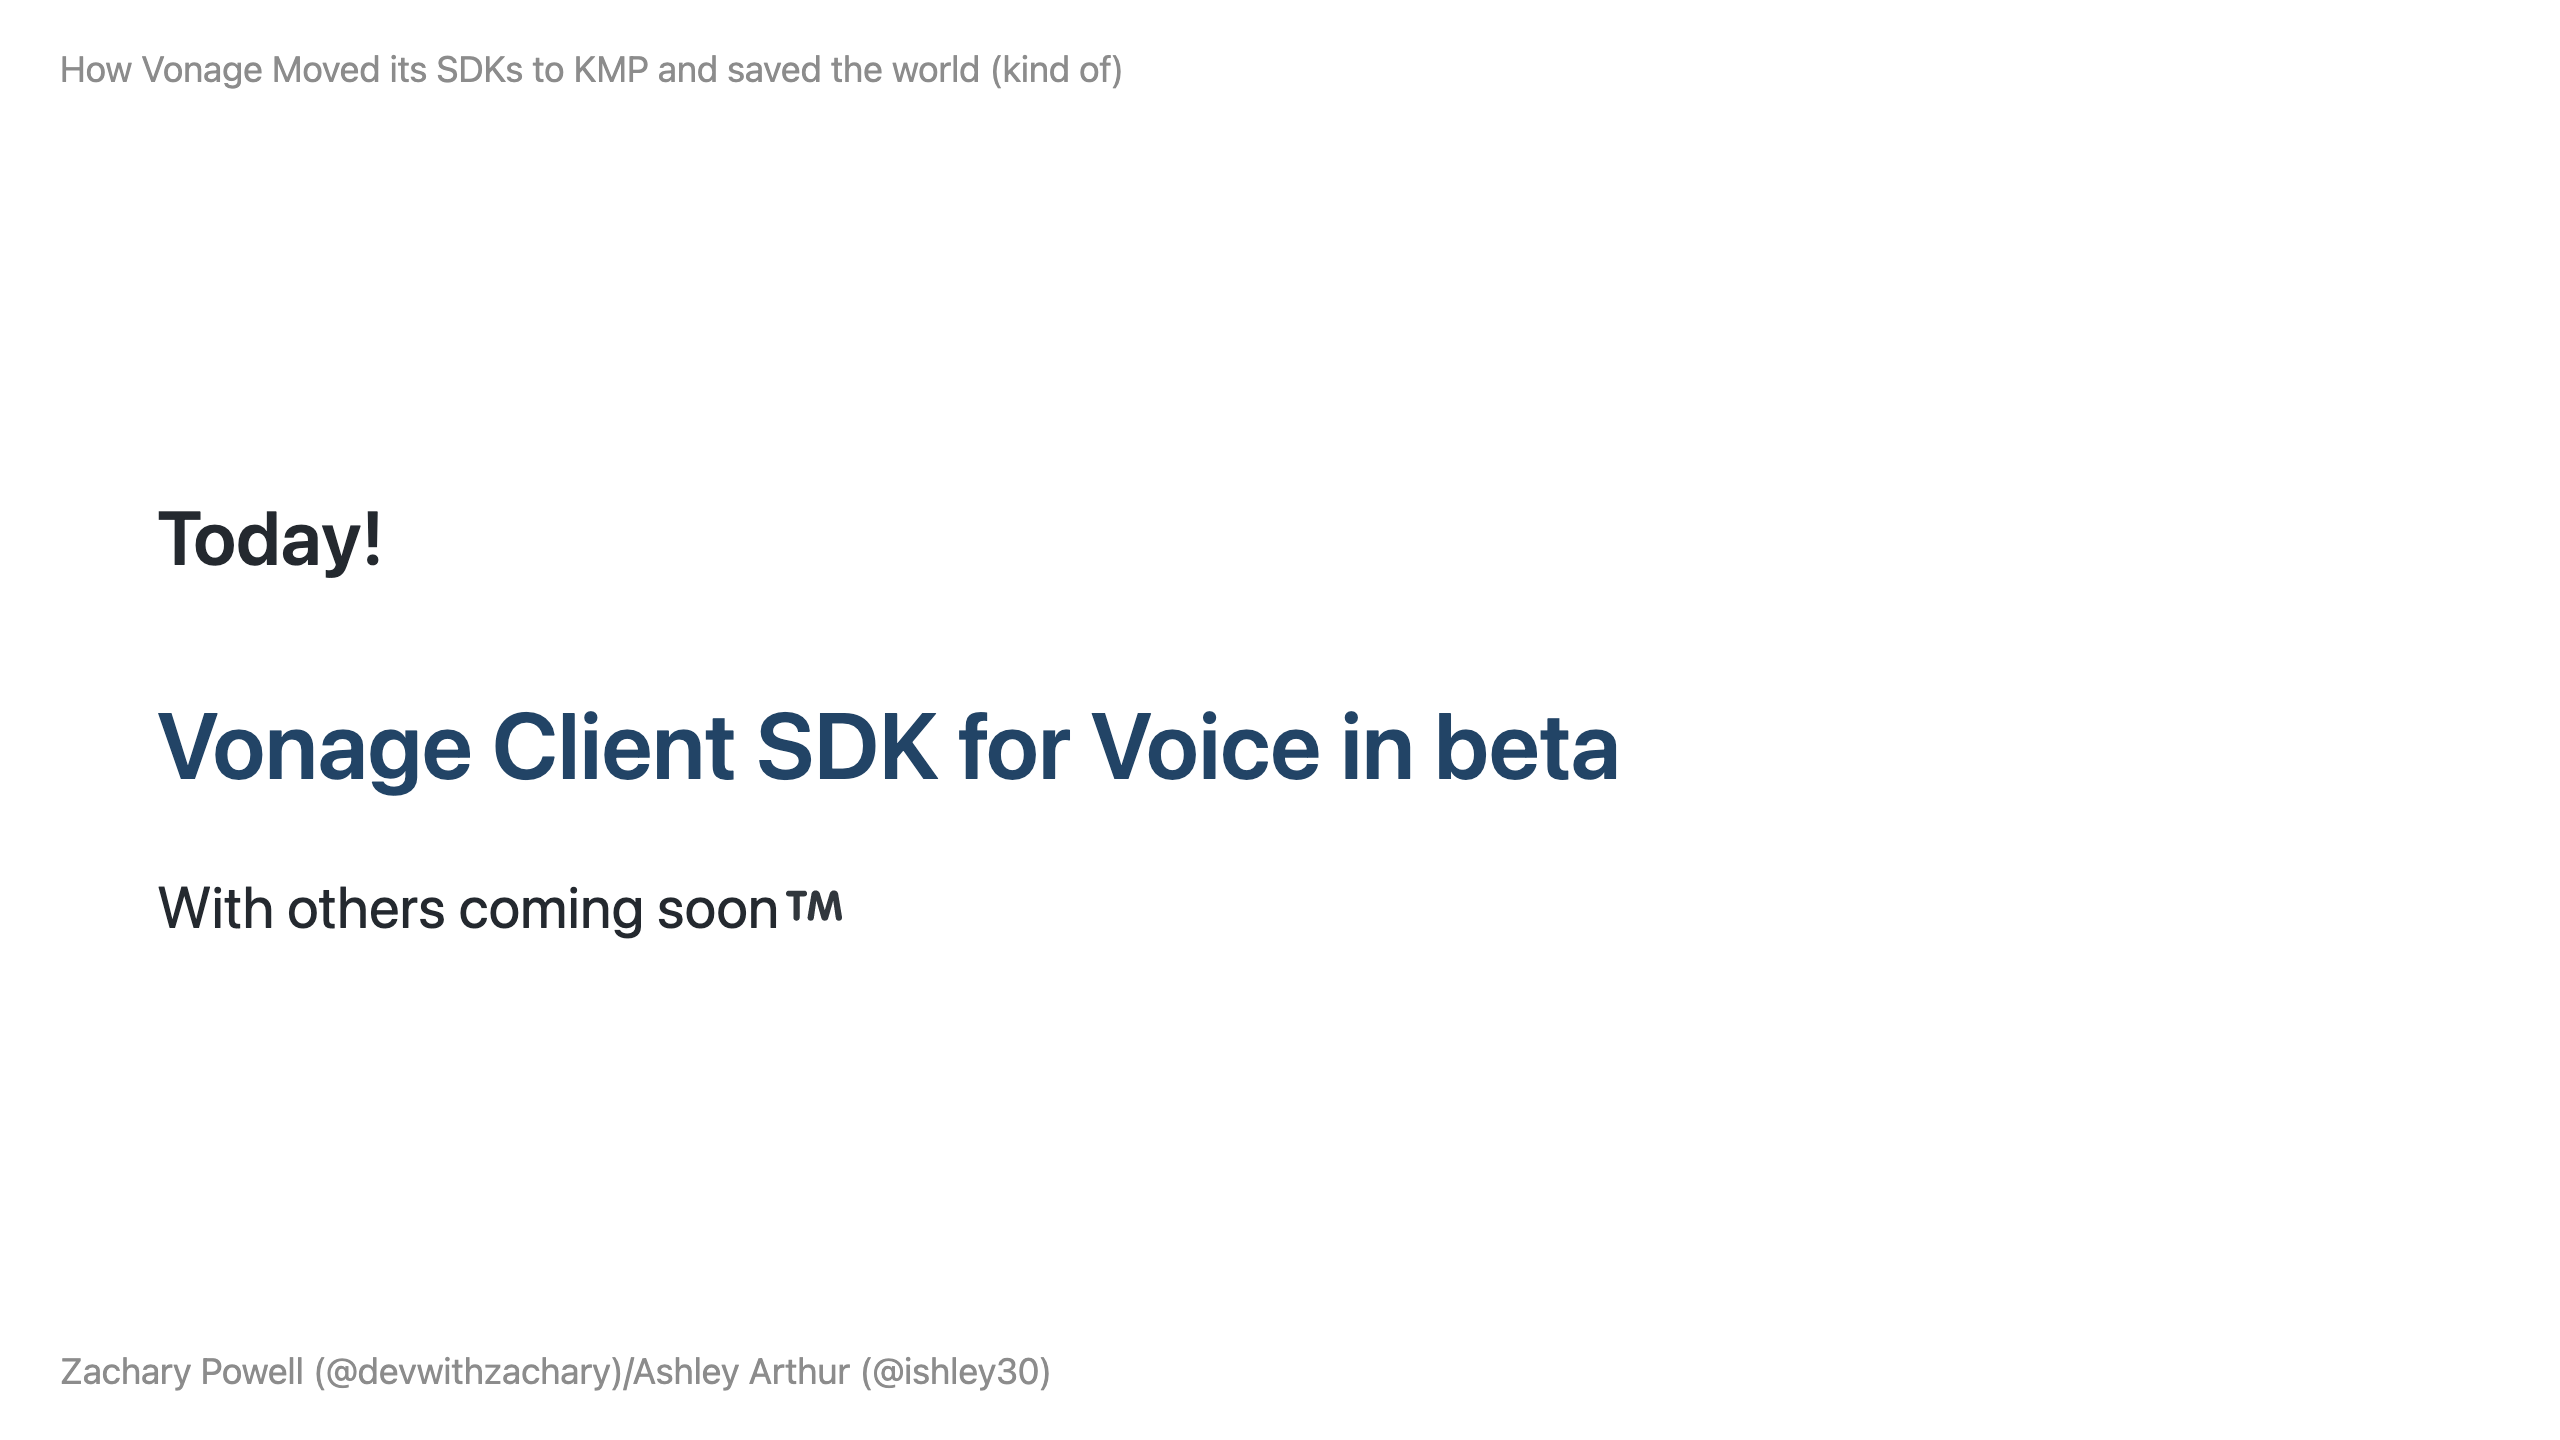 How Vonage Moved its SDKs to KMP and saved the world (kind of)
Today!
Vonage Client SDK for Voice in beta
With others coming soon™️
Zachary Powell (@devwithzachary)/Ashley Arthur (@ishley30)